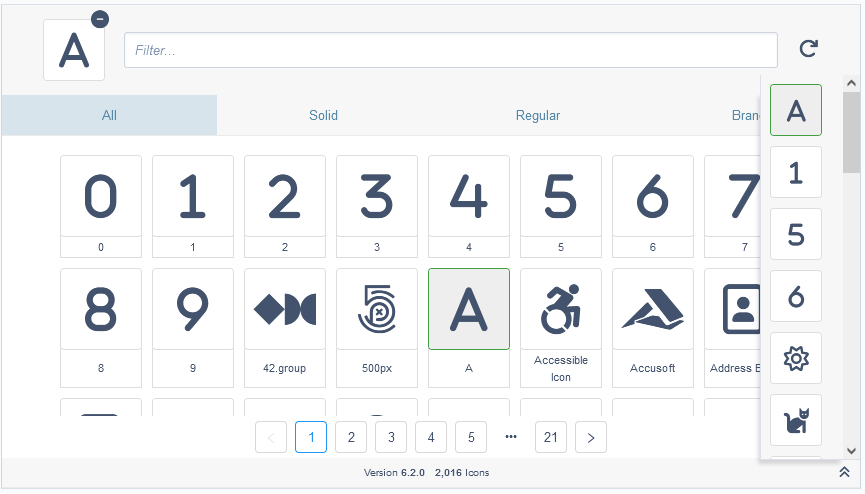 A
Filter...
All Solid Regular Bran
A
1
5
6
0 1 2 3 4 5 6 7
0 1 2 3 4 5 6 7
8 9 5 A
8 9 42.group 500px A Accessible Icon Accusoft Address B
< 1 2 3 4 5 ••• 21 >
Version 6.2.0 2,016 Icons